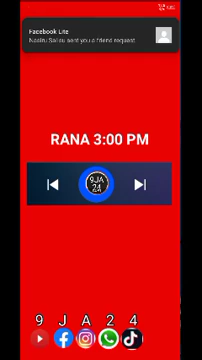 Facebook Lite
sent you a friend request
RANA 3:00 PM
9JA
24
9 J A 2 4